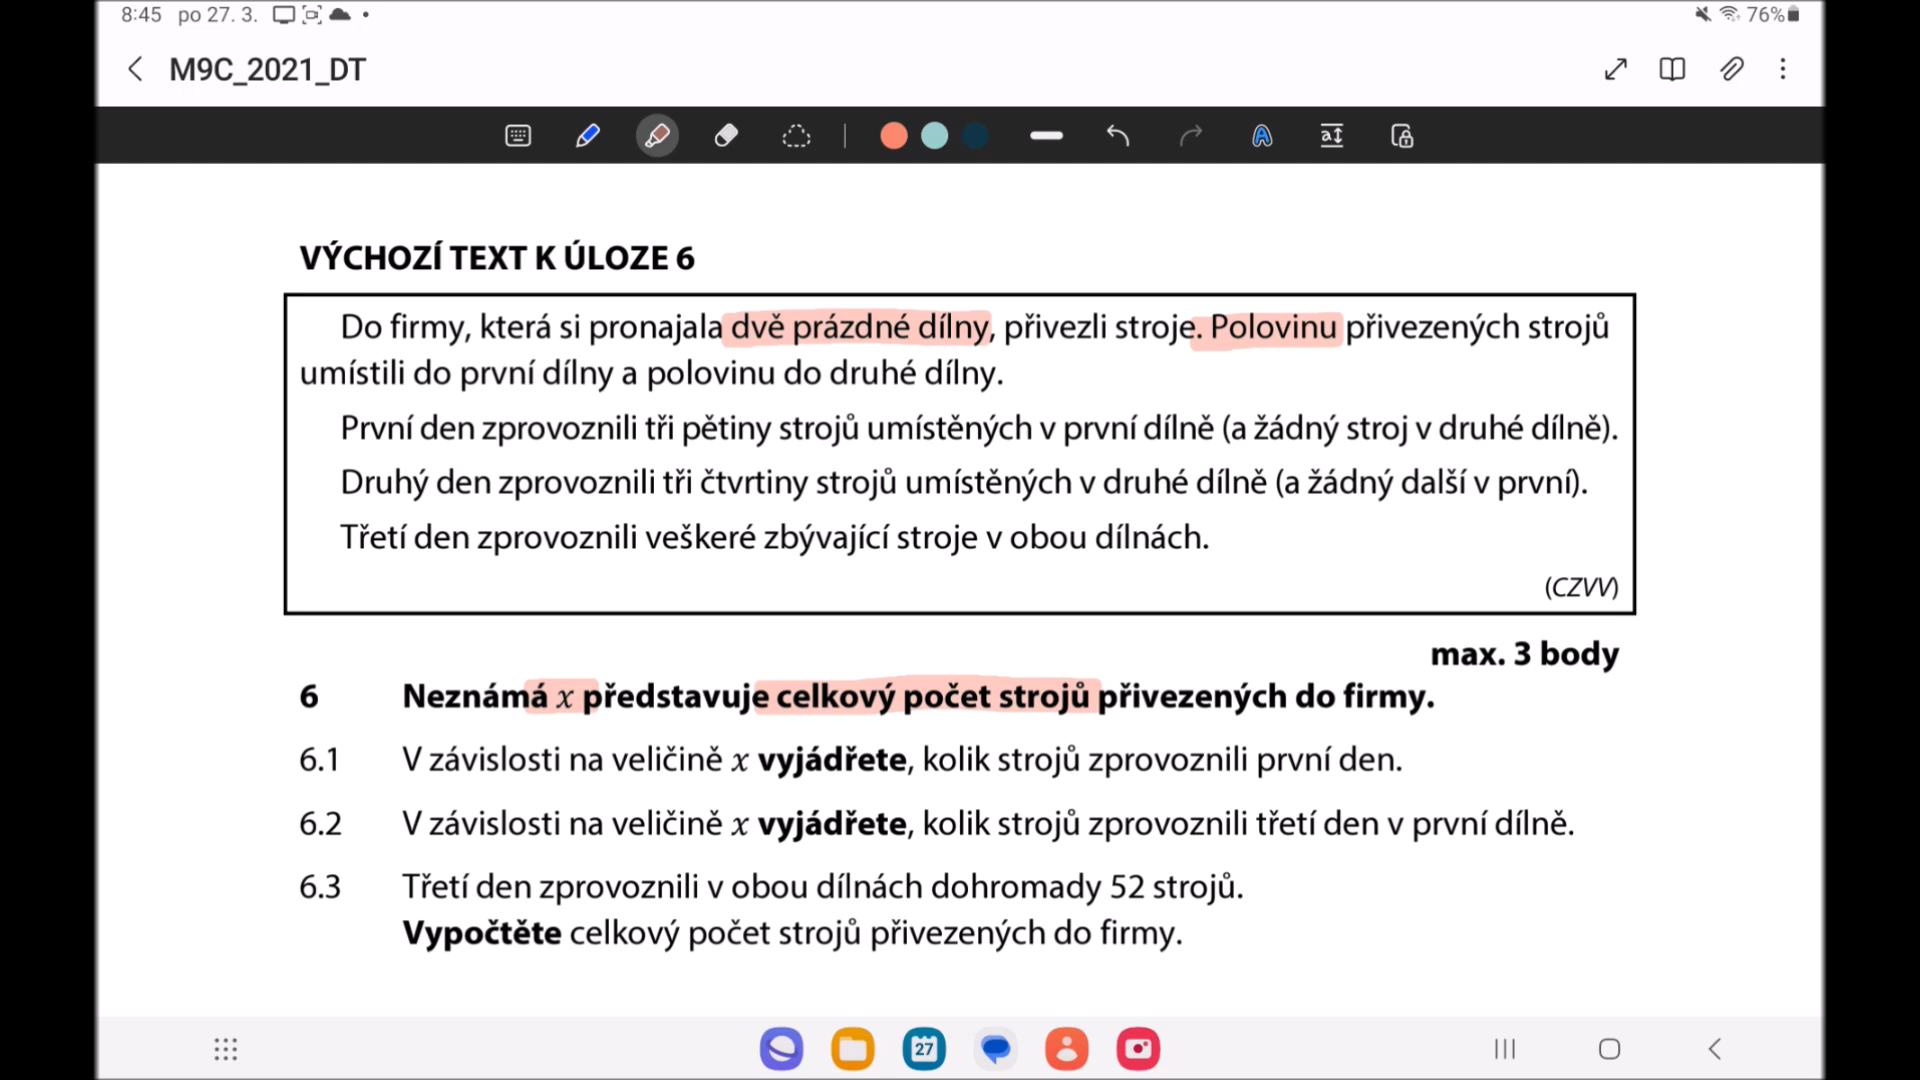 8:45 po 27. 3.
76%
M9C_2021_DT
VÝCHOZÍ TEXT K ÚLOZE 6
Do firmy, která si pronajala dvě prázdné dílny, přivezli stroje. Polovinu přivezených strojů
umístili do první dílny a polovinu do druhé dílny.
První den zprovoznili tři pětiny strojů umístěných v první dílně (a žádný stroj v druhé dílně).
Druhý den zprovoznili tři čtvrtiny strojů umístěných v druhé dílně (a žádný další v první).
Třetí den zprovoznili veškeré zbývající stroje v obou dílnách.
(CZVV)
max. 3 body
6 Neznámá x představuje celkový počet strojů přivezených do firmy.
6.1 V závislosti na veličině x vyjádřete, kolik strojů zprovoznili první den.
6.2 V závislosti na veličině x vyjádřete, kolik strojů zprovoznili třetí den v první dílně.
6.3 Třetí den zprovoznili v obou dílnách dohromady 52 strojů.
Vypočtěte celkový počet strojů přivezených do firmy.
27